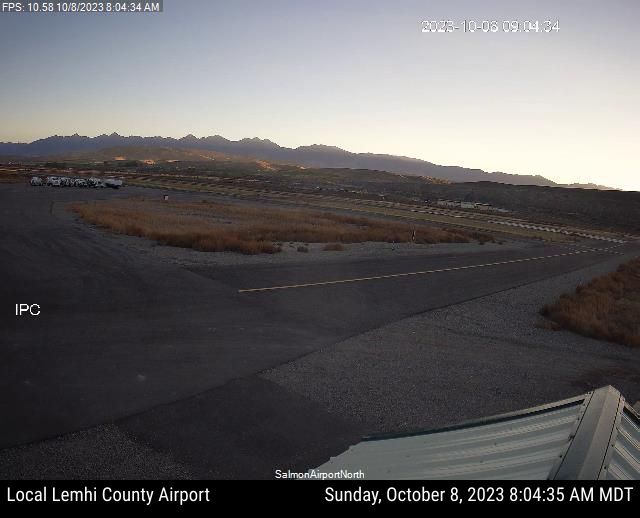 FPS: 10.58 10/8/2023 8:04:34 AM
2023-10-08 09:04:34
IPC
SalmonAirportNorth
Local Lemhi County Airport
Sunday, October 8, 2023 8:04:35 AM MDT